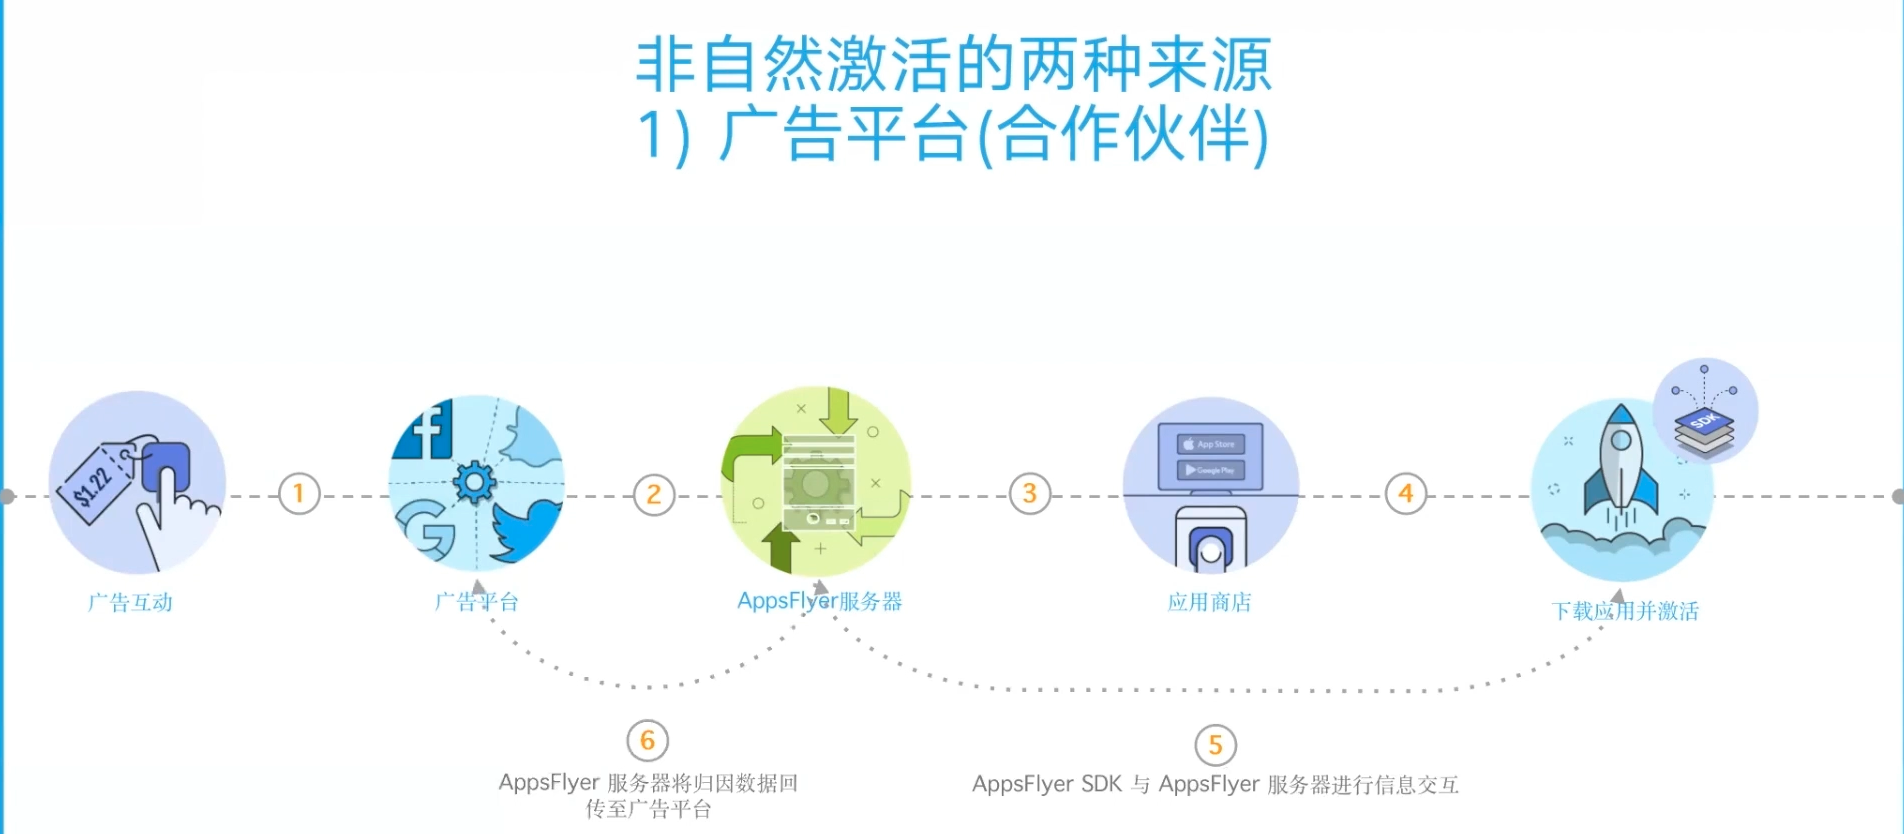 非自然激活的两种来源
1) 广告平台(合作伙伴)
SDK
App Store
Google Play
$1.22
1
2
3
4
广告互动
广告平台
AppsFlyer服务器
应用商店
下载应用并激活
6
5
AppsFlyer 服务器将归因数据回
传至广告平台
AppsFlyer SDK 与 AppsFlyer 服务器进行信息交互